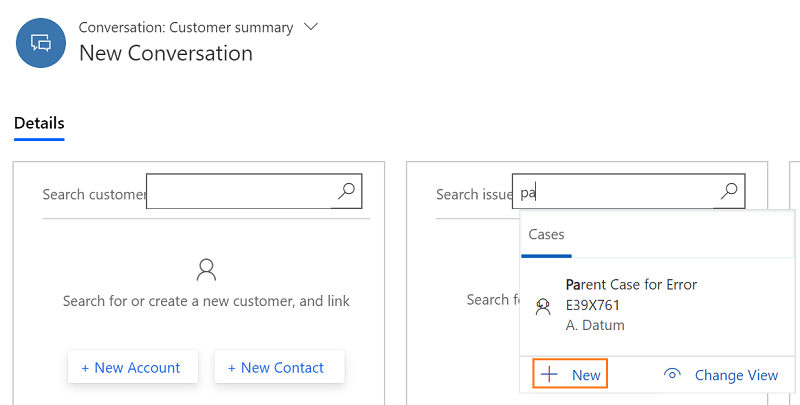 Conversation: Customer summary
New Conversation
Details
Search customer
Search for or create a new customer, and link
+ New Account
+ New Contact
Search issue
pa
Search
Cases
Parent Case for Error
E39X761
A. Datum
New
Change View